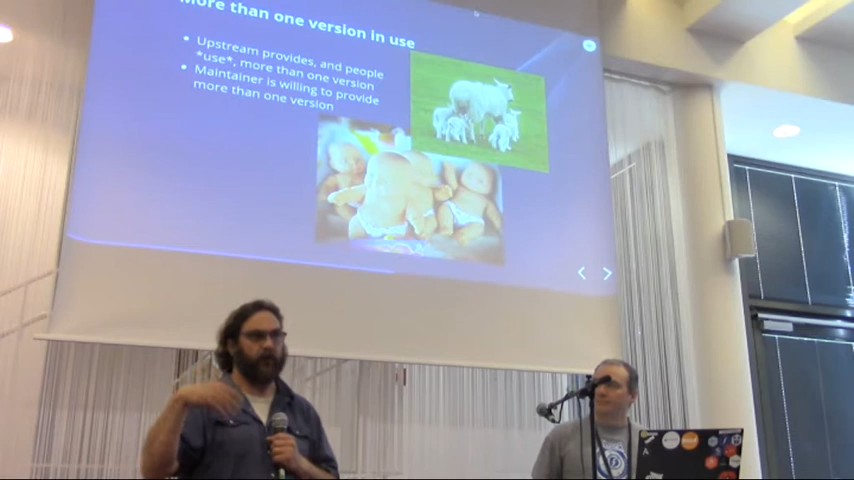 More than one version in use
Upstream provides, and people
*use*, more than one version
Maintainer is willing to provide
more than one version